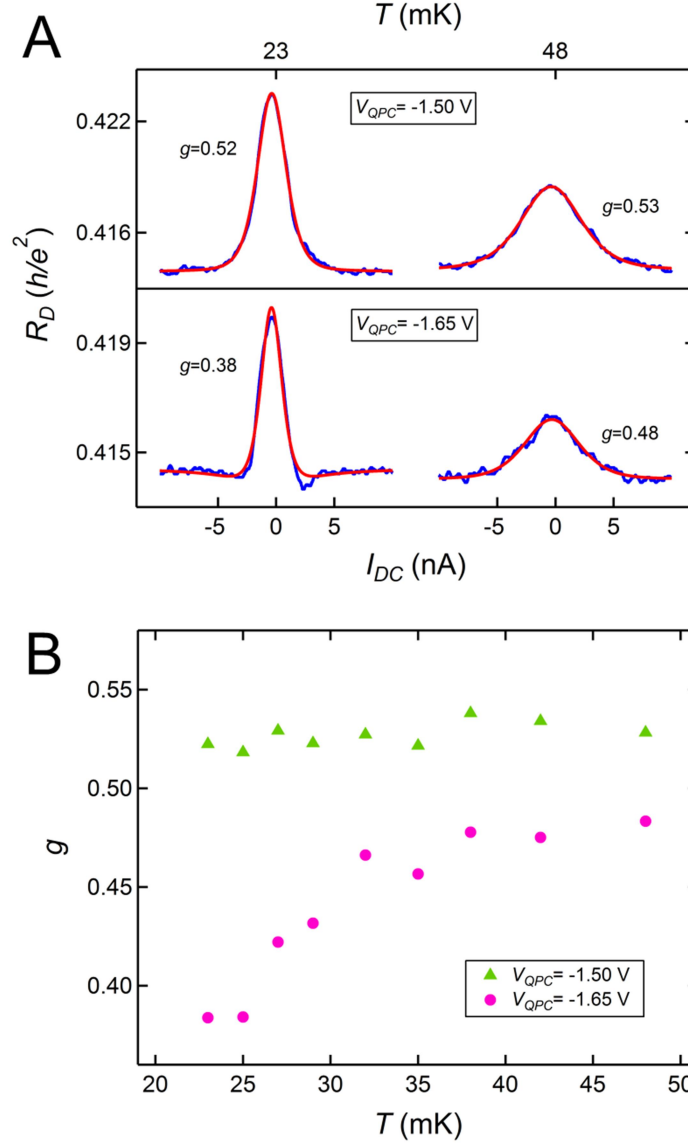 A
T (mK)
23 48
V_QPC= -1.50 V
0.422
g=0.52
g=0.53
0.416
R_D (h/e²)
V_QPC= -1.65 V
0.419
g=0.38
g=0.48
0.415
-5 0 5 -5 0 5
I_DC (nA)
B
0.55
0.50
g
0.45
0.40
V_QPC= -1.50 V
V_QPC= -1.65 V
20 25 30 35 40 45 50
T (mK)